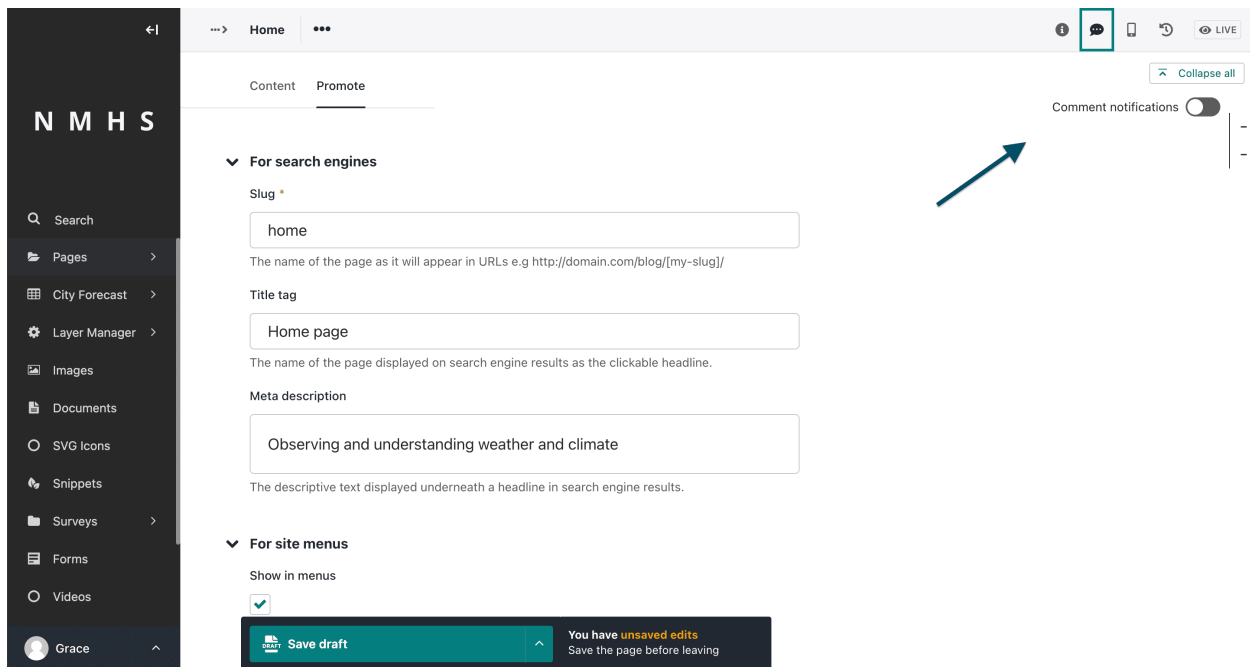 Home
•••
LIVE
Collapse all
Comment notifications
N M H S
Search
Pages
City Forecast
Layer Manager
Images
Documents
SVG Icons
Snippets
Surveys
Forms
Videos
Grace
Content Promote
For search engines
Slug *
home
The name of the page as it will appear in URLs e.g http://domain.com/blog/[my-slug]/
Title tag
Home page
The name of the page displayed on search engine results as the clickable headline.
Meta description
Observing and understanding weather and climate
The descriptive text displayed underneath a headline in search engine results.
For site menus
Show in menus
DRAFT Save draft
You have unsaved edits
Save the page before leaving